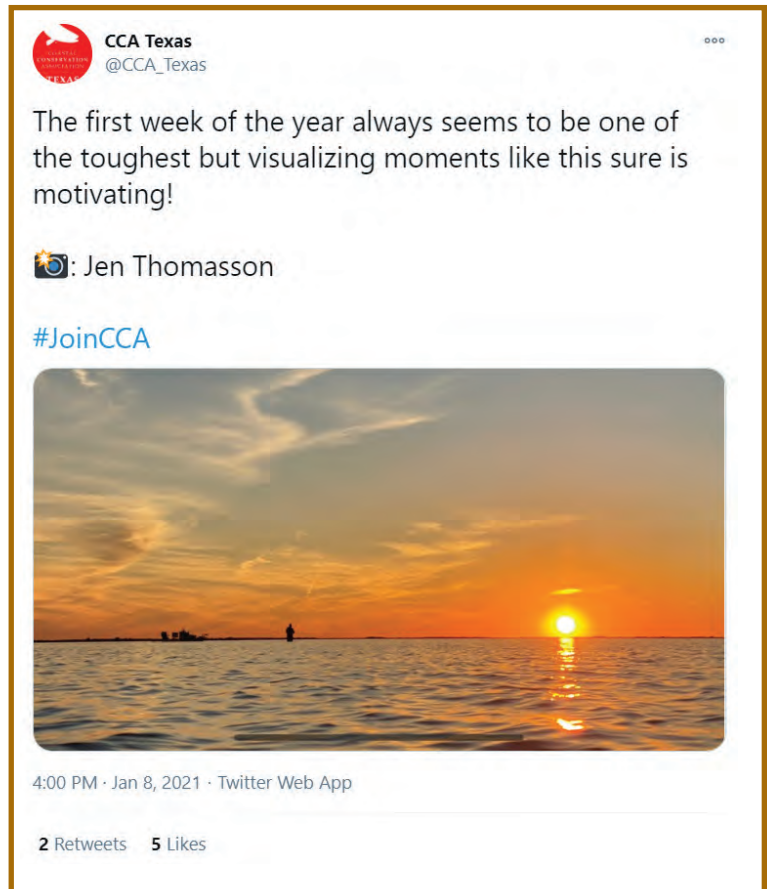 CCA Texas
@CCA_Texas
CONSERVATION
TEXAS
The first week of the year always seems to be one of
the toughest but visualizing moments like this sure is
motivating!
📸: Jen Thomasson
#JoinCCA
4:00 PM · Jan 8, 2021 · Twitter Web App
2 Retweets 5 Likes